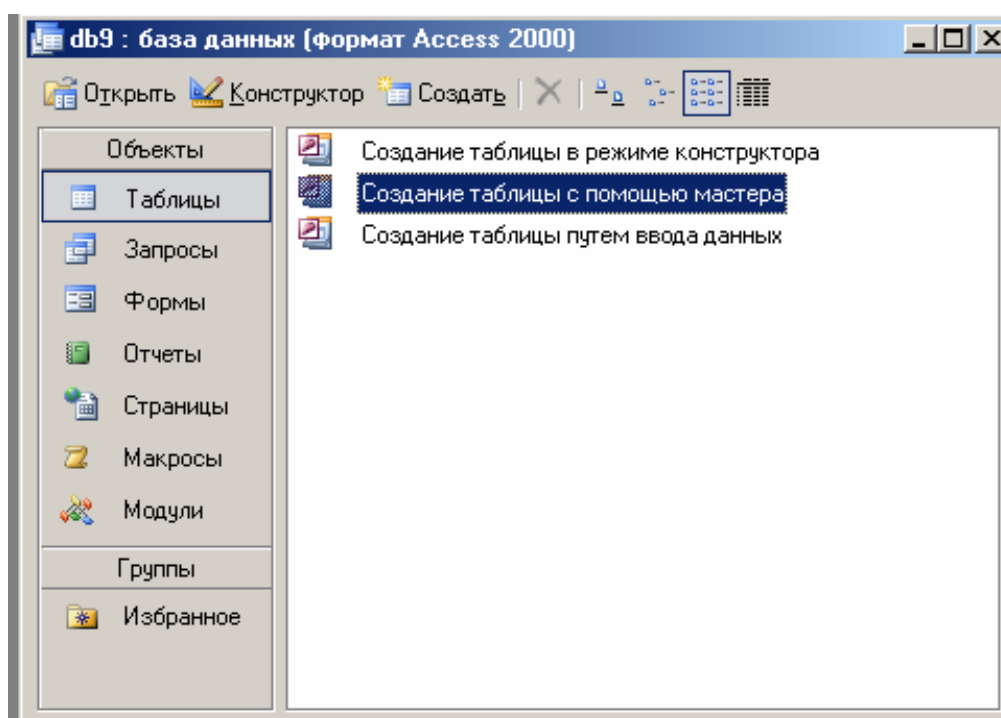 db9 : база данных (формат Access 2000)
Открыть Конструктор Создать
Объекты
Таблицы
Запросы
Формы
Отчеты
Страницы
Макросы
Модули
Группы
Избранное
Создание таблицы в режиме конструктора
Создание таблицы с помощью мастера
Создание таблицы путем ввода данных